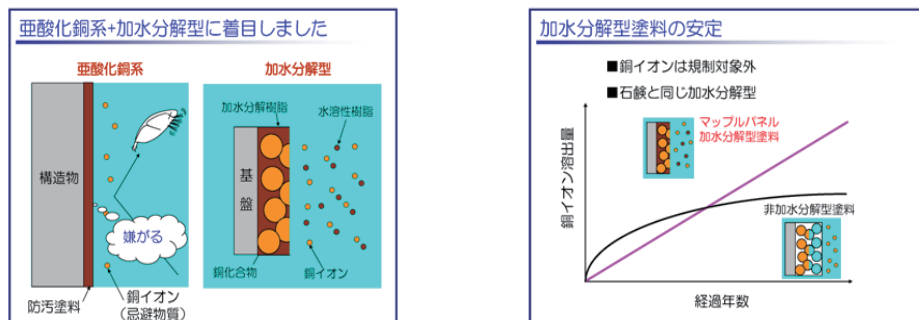 亜酸化銅系+加水分解型に着目しました
亜酸化銅系
加水分解型
加水分解樹脂
水溶性樹脂
構造物
基盤
嫌がる
銅化合物
銅イオン
防汚塗料
銅イオン
(忌避物質)
加水分解型塗料の安定
■銅イオンは規制対象外
■石鹸と同じ加水分解型
マップルパネル
加水分解型塗料
銅イオン溶出量
非加水分解型塗料
経過年数